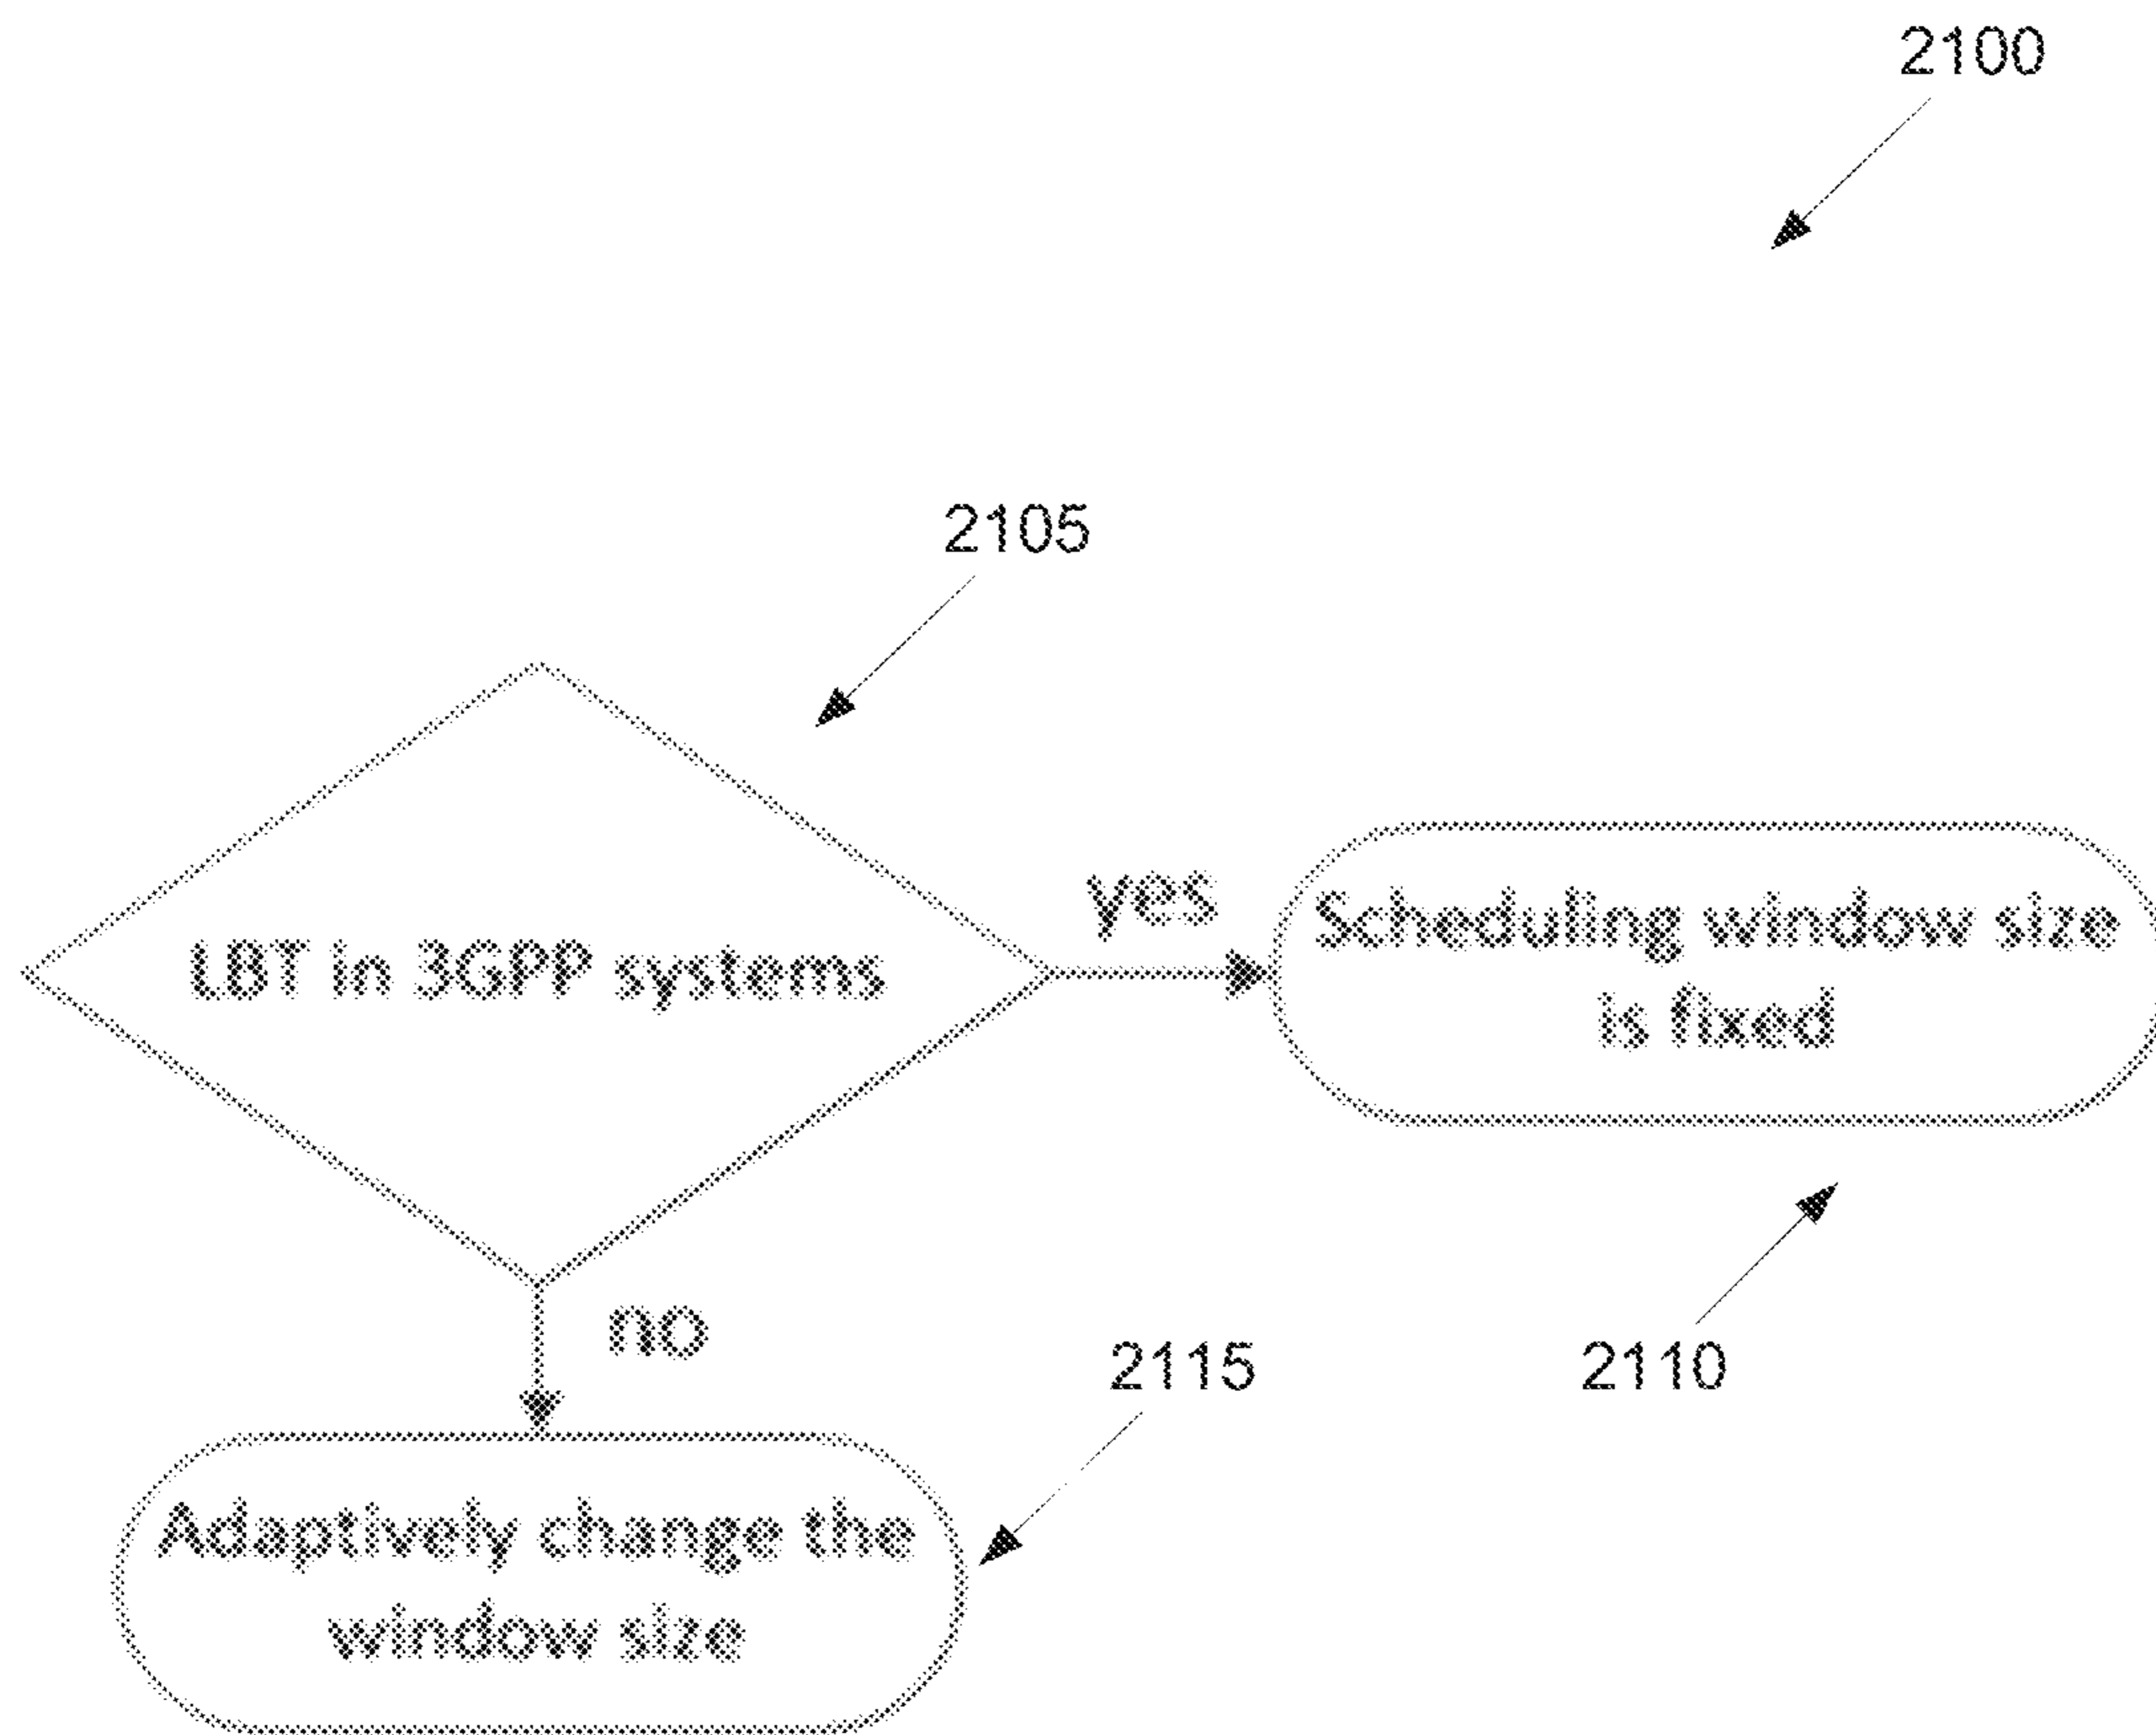 2100
2105
LBT in 3GPP systems
yes
Scheduling window size
is fixed
no
2115
2110
Adaptively change the
window size